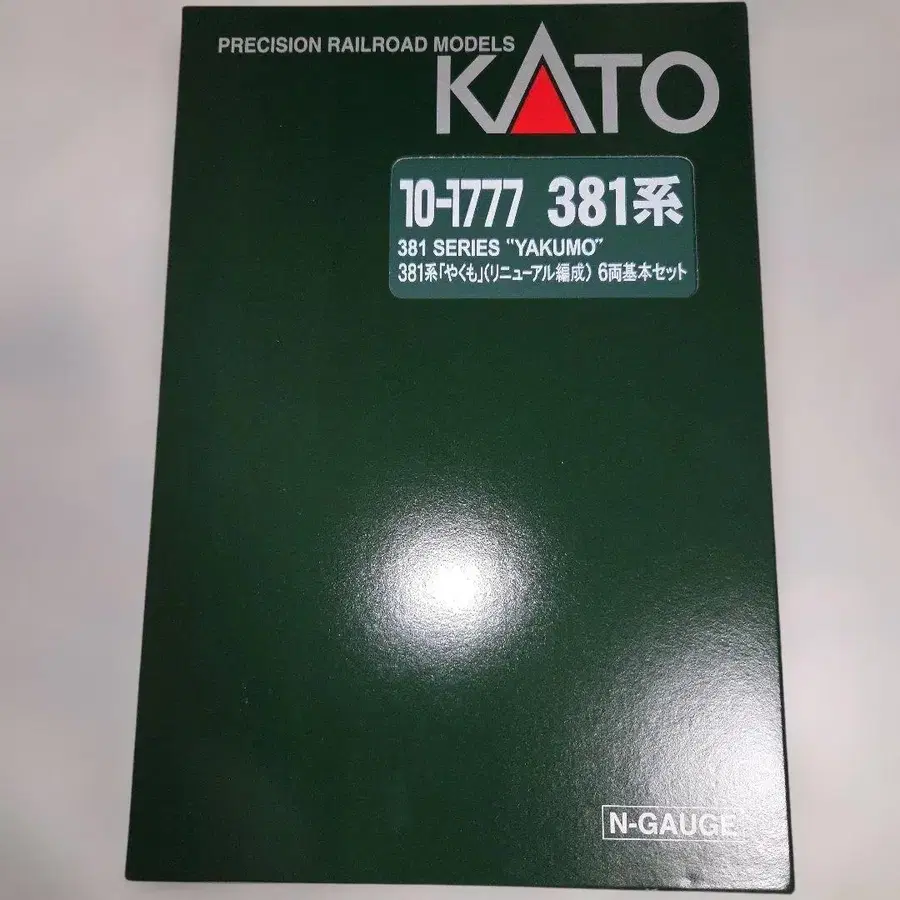 PRECISION RAILROAD MODELS
KATO
10-1777 381系
381 SERIES "YAKUMO"
381系「やくも」(リニューアル編成) 6両基本セット
N-GAUGE